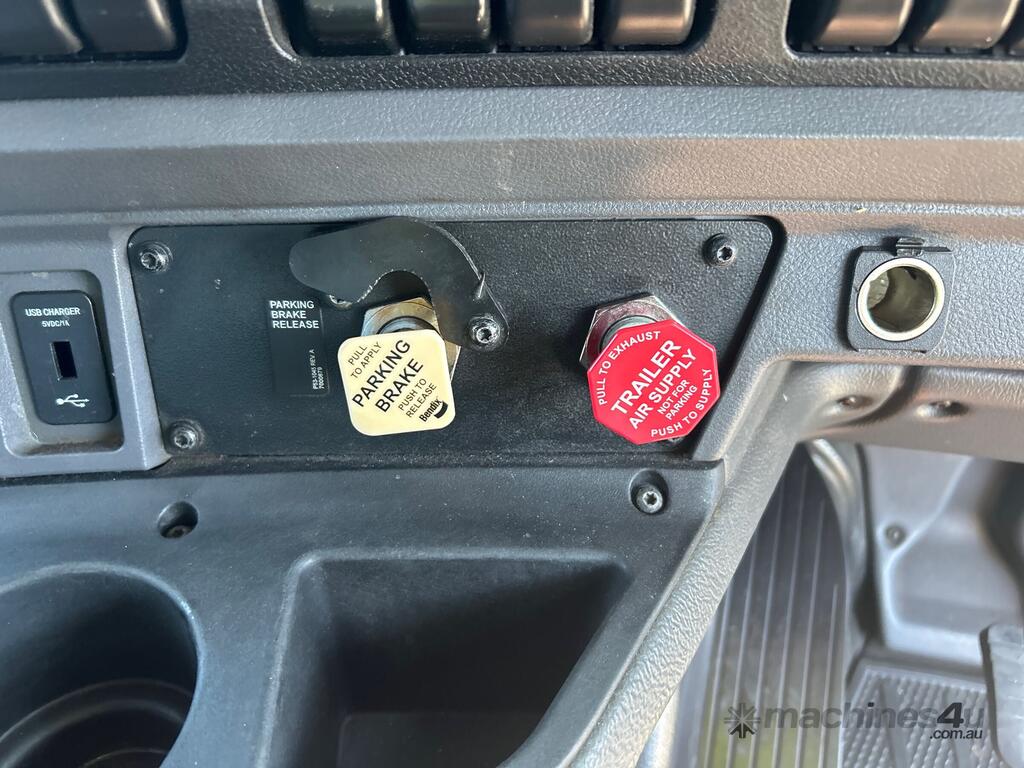 USB CHARGER
5VDC/1A
PARKING
BRAKE
RELEASE
PULL
TO APPLY
PARKING
BRAKE
PUSH TO
RELEASE
Bendix
PULL TO EXHAUST
TRAILER
AIR SUPPLY
NOT FOR
PARKING
PUSH TO SUPPLY
machines4u
.com.au